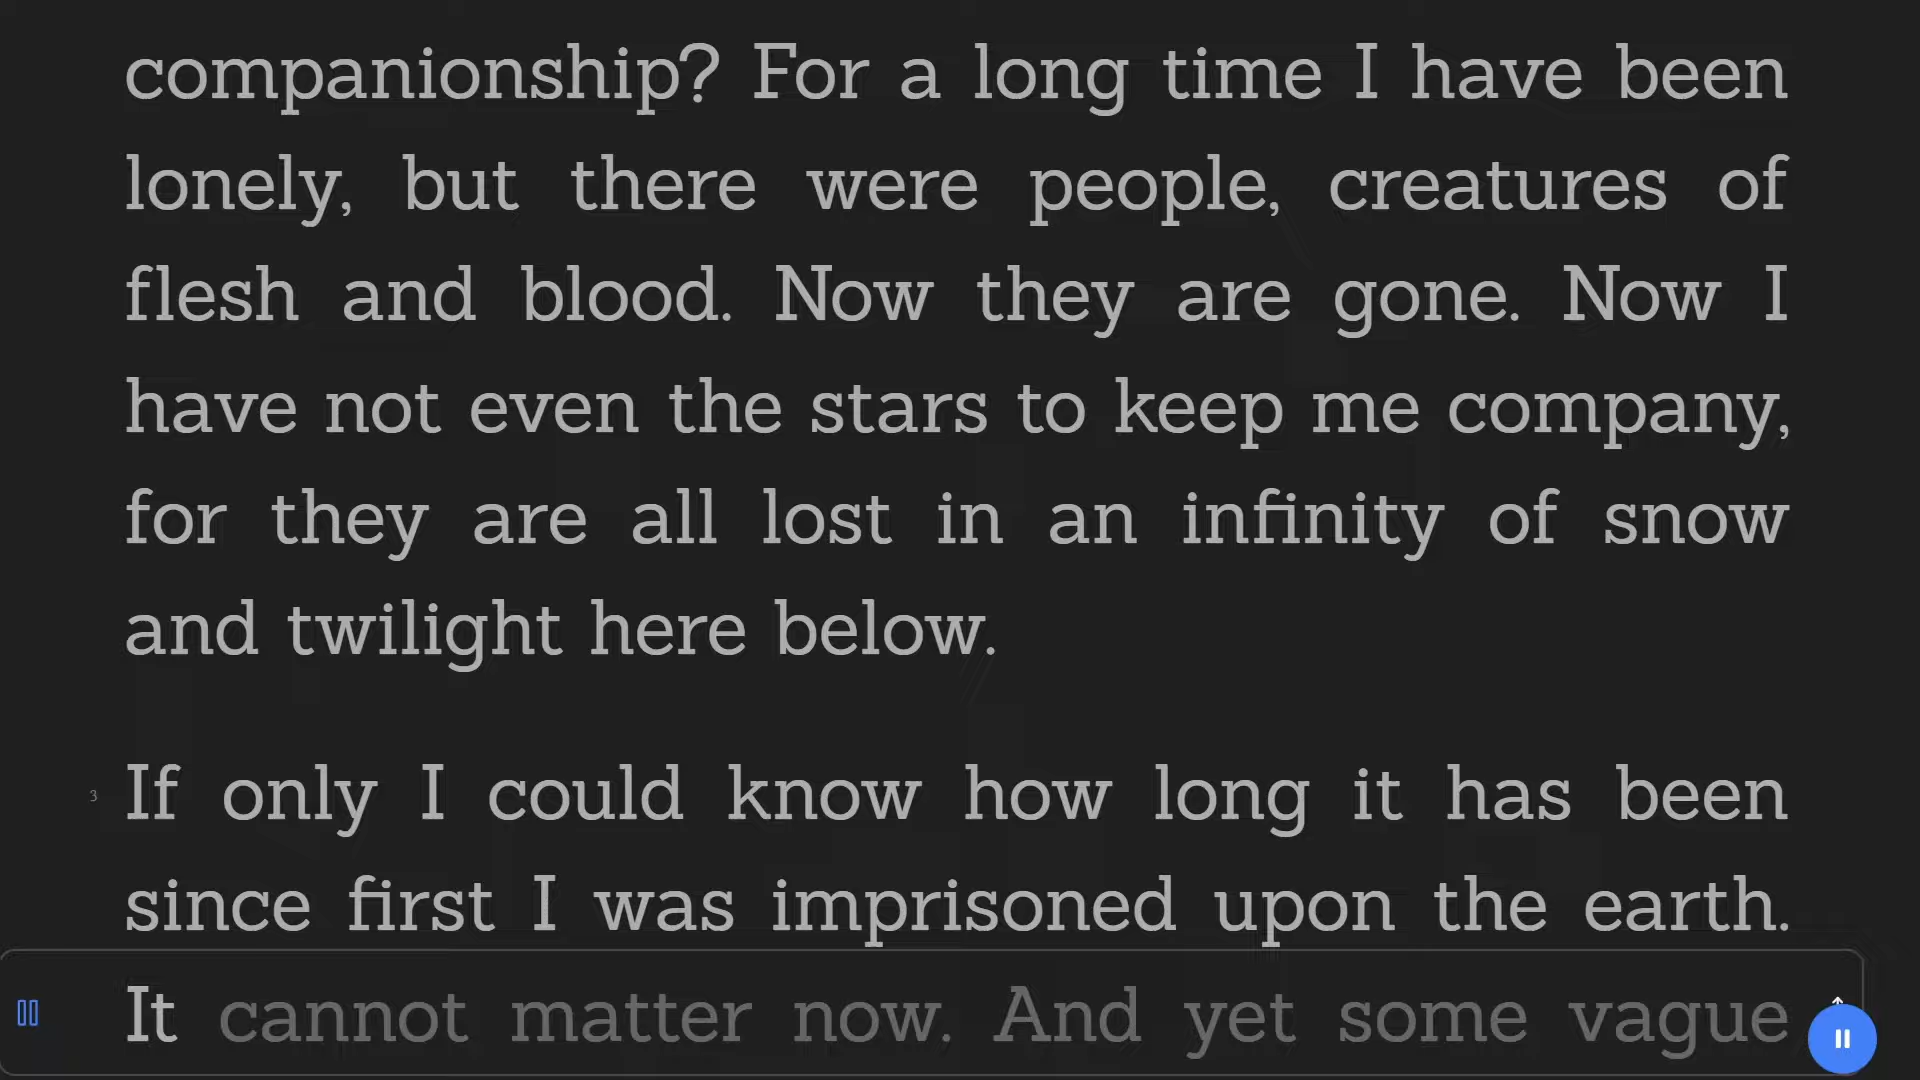 companionship? For a long time I have been
lonely, but there were people, creatures of
flesh and blood. Now they are gone. Now I
have not even the stars to keep me company,
for they are all lost in an infinity of snow
and twilight here below.
3
If only I could know how long it has been
since first I was imprisoned upon the earth.
It cannot matter now. And yet some vague